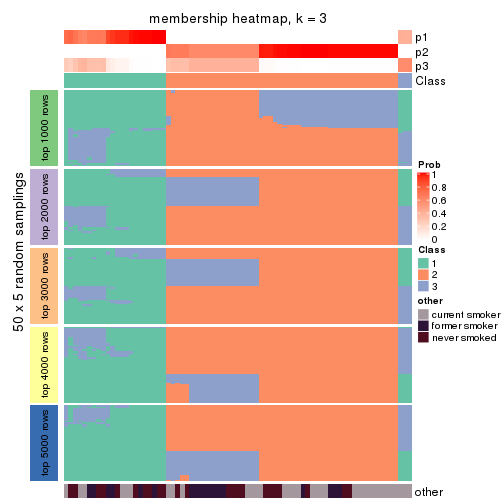 membership heatmap, k = 3
p1
p2
p3
Class
50 x 5 random samplings
top 1000 rows
top 2000 rows
top 3000 rows
top 4000 rows
top 5000 rows
Prob
1
0.8
0.6
0.4
0.2
0
Class
1
2
3
other
current smoker
former smoker
never smoked
other